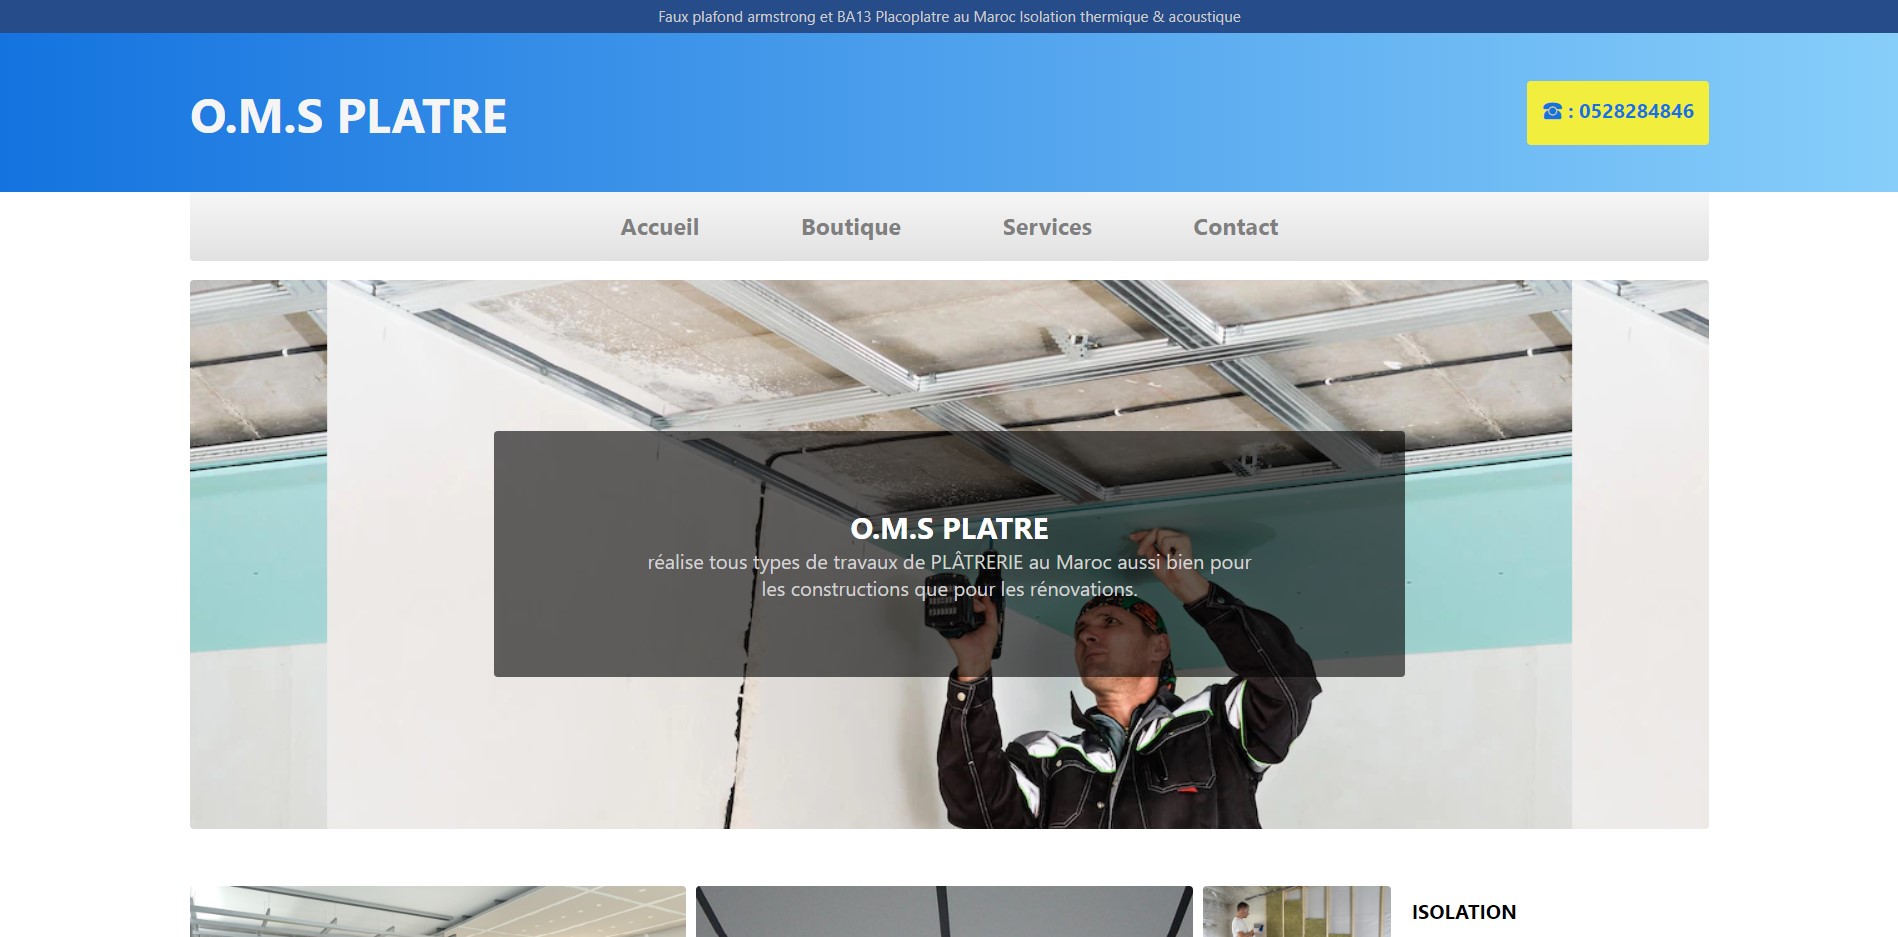 Faux plafond armstrong et BA13 Placoplatre au Maroc Isolation thermique & acoustique
O.M.S PLATRE
☎ : 0528284846
Accueil Boutique Services Contact
O.M.S PLATRE
réalise tous types de travaux de PLÂTRERIE au Maroc aussi bien pour
les constructions que pour les rénovations.
ISOLATION